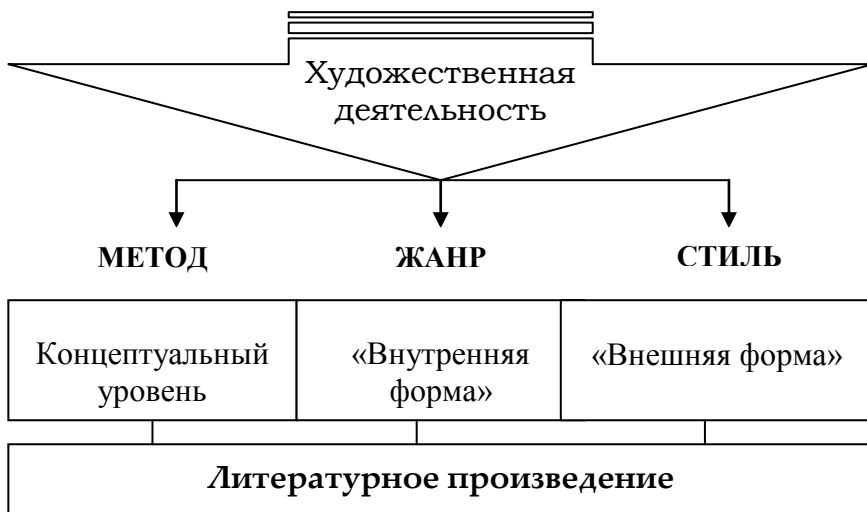 Художественная
деятельность
МЕТОД ЖАНР СТИЛЬ
Концептуальный
уровень
«Внутренняя
форма»
«Внешняя форма»
Литературное произведение